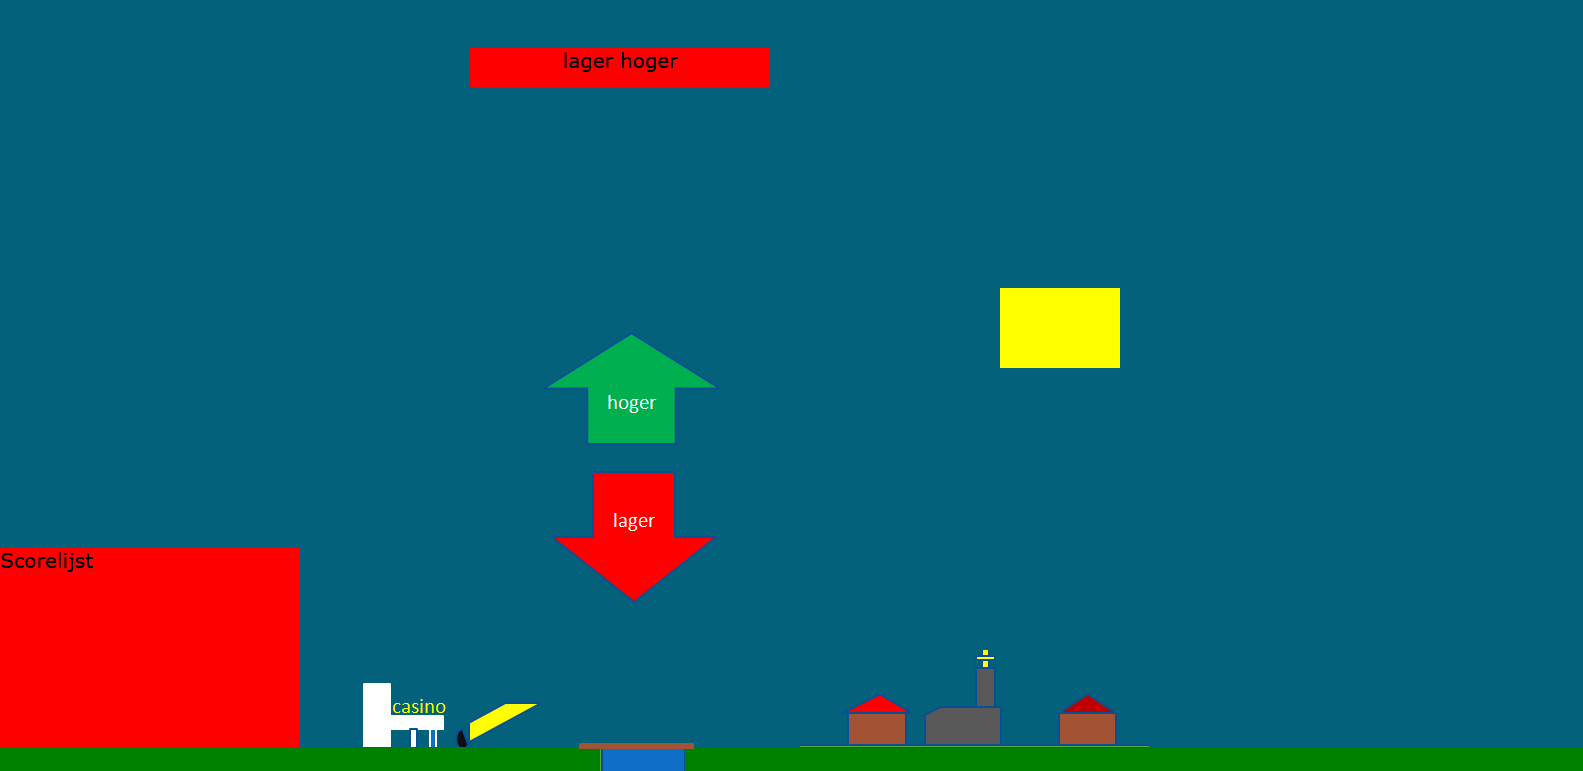 lager hoger
hoger
lager
Scorelijst
casino